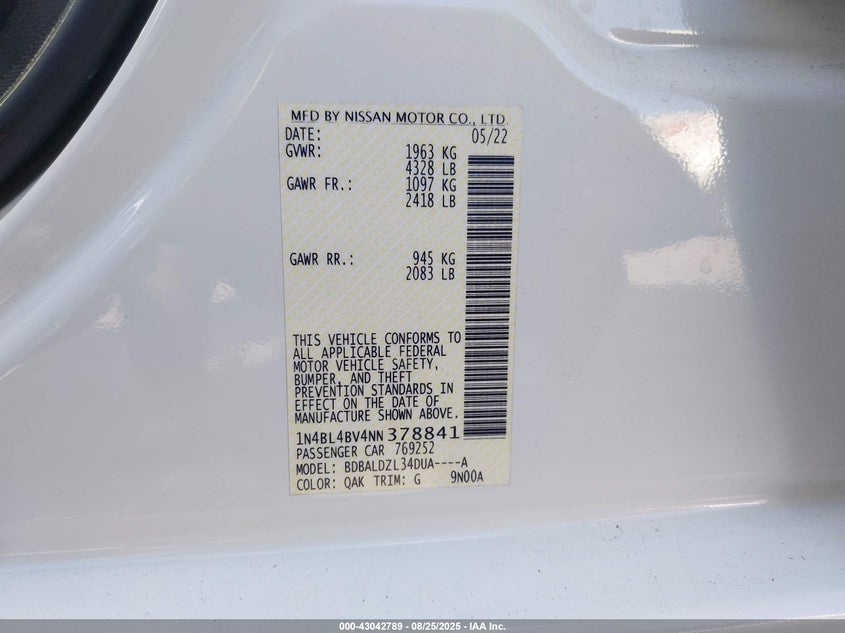 MFD BY NISSAN MOTOR CO., LTD.
DATE: 05/22
GVWR: 1963 KG
4328 LB
GAWR FR.: 1097 KG
2418 LB
GAWR RR.: 945 KG
2083 LB
THIS VEHICLE CONFORMS TO
ALL APPLICABLE FEDERAL
MOTOR VEHICLE SAFETY,
BUMPER, AND THEFT
PREVENTION STANDARDS IN
EFFECT ON THE DATE OF
MANUFACTURE SHOWN ABOVE.
1N4BL4BV4NN378841
PASSENGER CAR 769252
MODEL: BDBALDZL34DUA----A
COLOR: QAK TRIM: G 9N00A
000-43042789 - 08/25/2025 - IAA Inc.